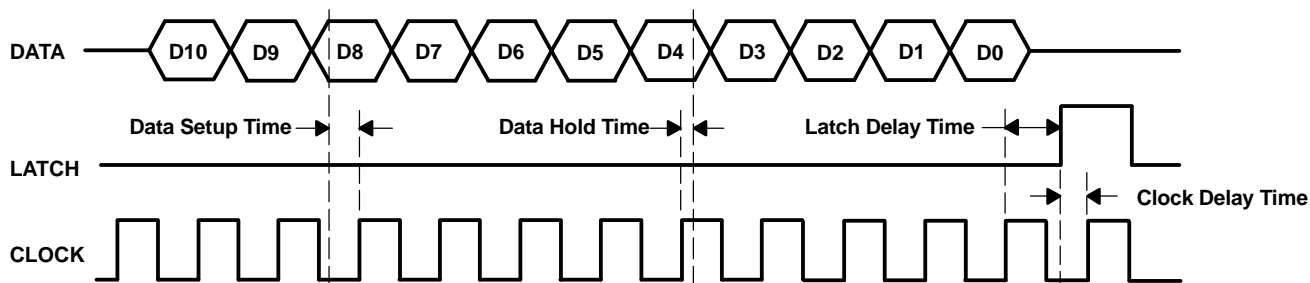 DATA
D10 D9 D8 D7 D6 D5 D4 D3 D2 D1 D0
Data Setup Time
Data Hold Time
Latch Delay Time
LATCH
Clock Delay Time
CLOCK